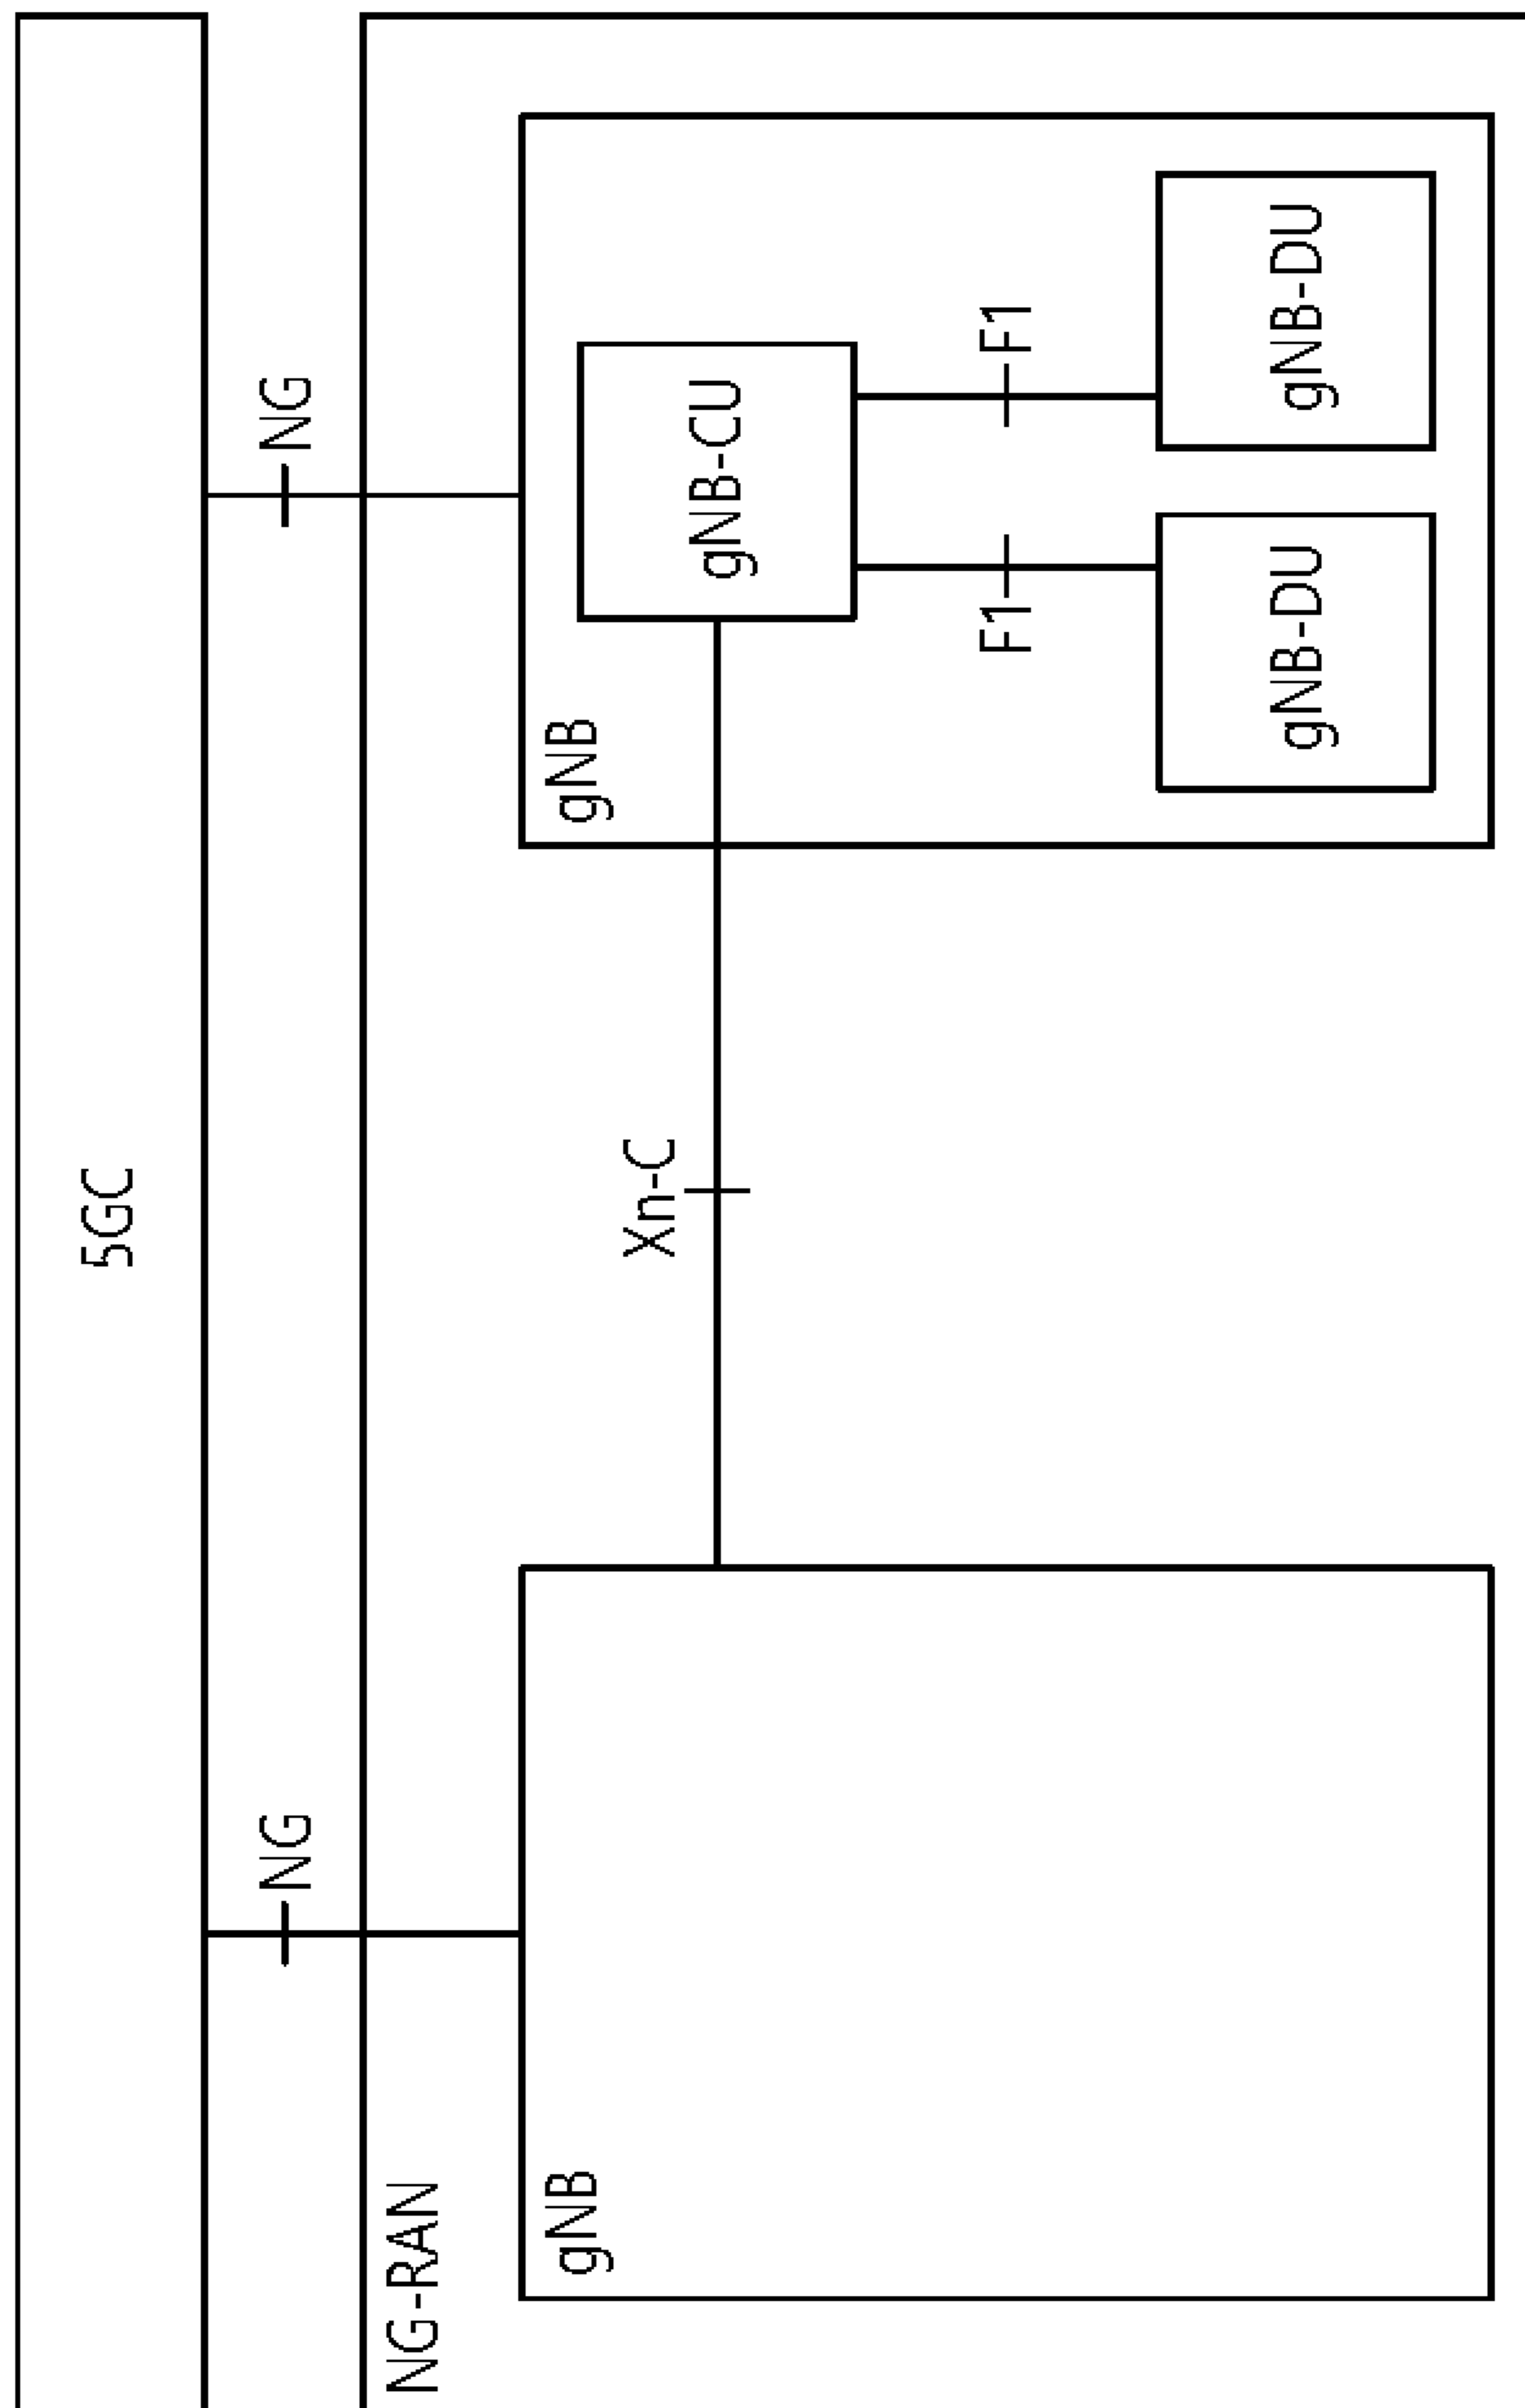 5GC
NG
NG
NG-RAN
gNB
Xn-C
gNB
gNB-CU
F1
F1
gNB-DU
gNB-DU